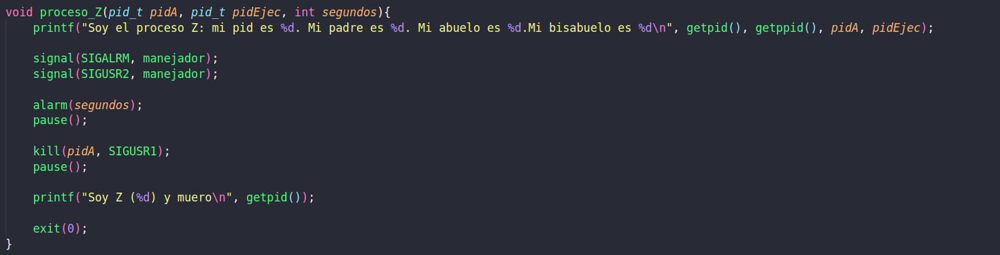 void proceso_Z(pid_t pidA, pid_t pidEjec, int segundos){
printf("Soy el proceso Z: mi pid es %d. Mi padre es %d. Mi abuelo es %d.Mi bisabuelo es %d\n", getpid(), getppid(), pidA, pidEjec);
signal(SIGALRM, manejador);
signal(SIGUSR2, manejador);
alarm(segundos);
pause();
kill(pidA, SIGUSR1);
pause();
printf("Soy Z (%d) y muero\n", getpid());
exit(0);
}